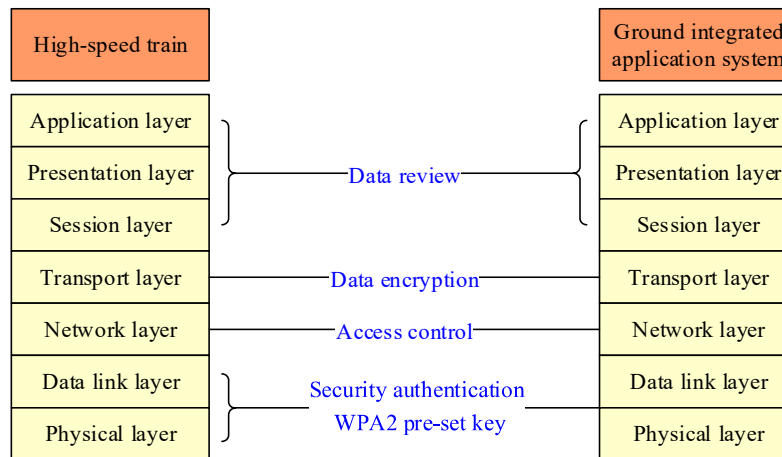 High-speed train
Ground integrated
application system
Application layer
Application layer
Presentation layer
Data review
Presentation layer
Session layer
Session layer
Transport layer
Data encryption
Transport layer
Network layer
Access control
Network layer
Data link layer
Security authentication
Data link layer
WPA2 pre-set key
Physical layer
Physical layer